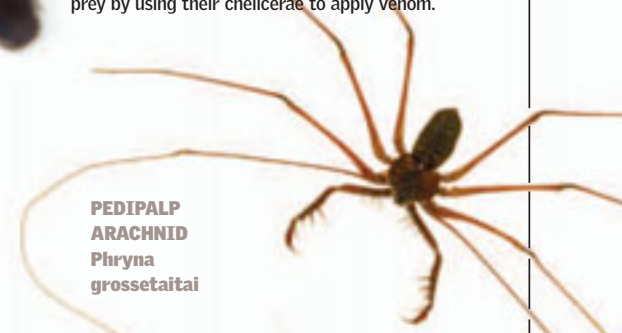 prey by using their chelicerae to apply venom.
PEDIPALP
ARACHNID
Phryna
grossetaitai